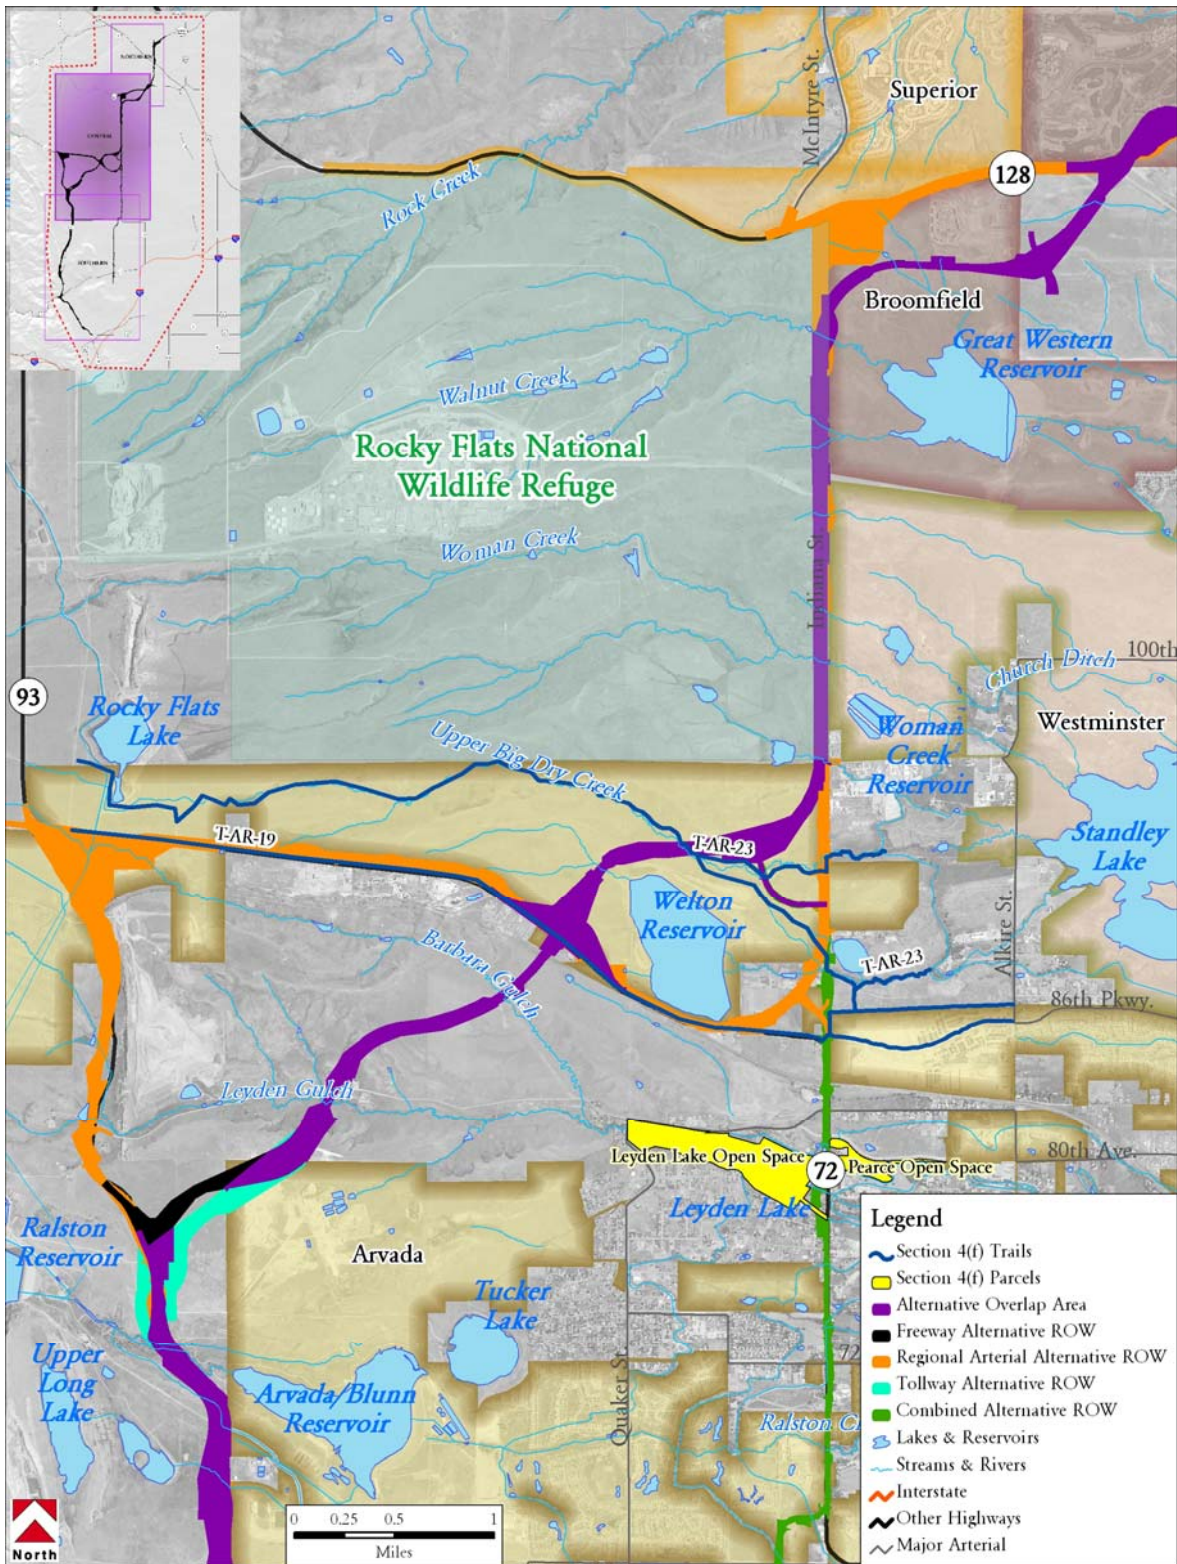 Superior
McIntyre St.
128
Rock Creek
Broomfield
Great Western
Reservoir
Walnut Creek
Rocky Flats National
Wildlife Refuge
Woman Creek
Indiana St.
100th
Church Ditch
93
Rocky Flats
Lake
Westminster
Woman
Creek
Reservoir
Upper Big Dry Creek
T-AR-19
T-AR-23
Standley
Lake
Welton
Reservoir
Alkire St.
Barbara Gulch
T-AR-23
86th Pkwy.
Leyden Gulch
Leyden Lake Open Space
72
Pearce Open Space
80th Ave.
Leyden Lake
Ralston
Reservoir
Arvada
Tucker
Lake
Upper
Long
Lake
Arvada/Blunn
Reservoir
Quaker St.
72
Ralston
Legend
Section 4(f) Trails
Section 4(f) Parcels
Alternative Overlap Area
Freeway Alternative ROW
Regional Arterial Alternative ROW
Tollway Alternative ROW
Combined Alternative ROW
Lakes & Reservoirs
Streams & Rivers
Interstate
Other Highways
Major Arterial
North
0 0.25 0.5 1
Miles